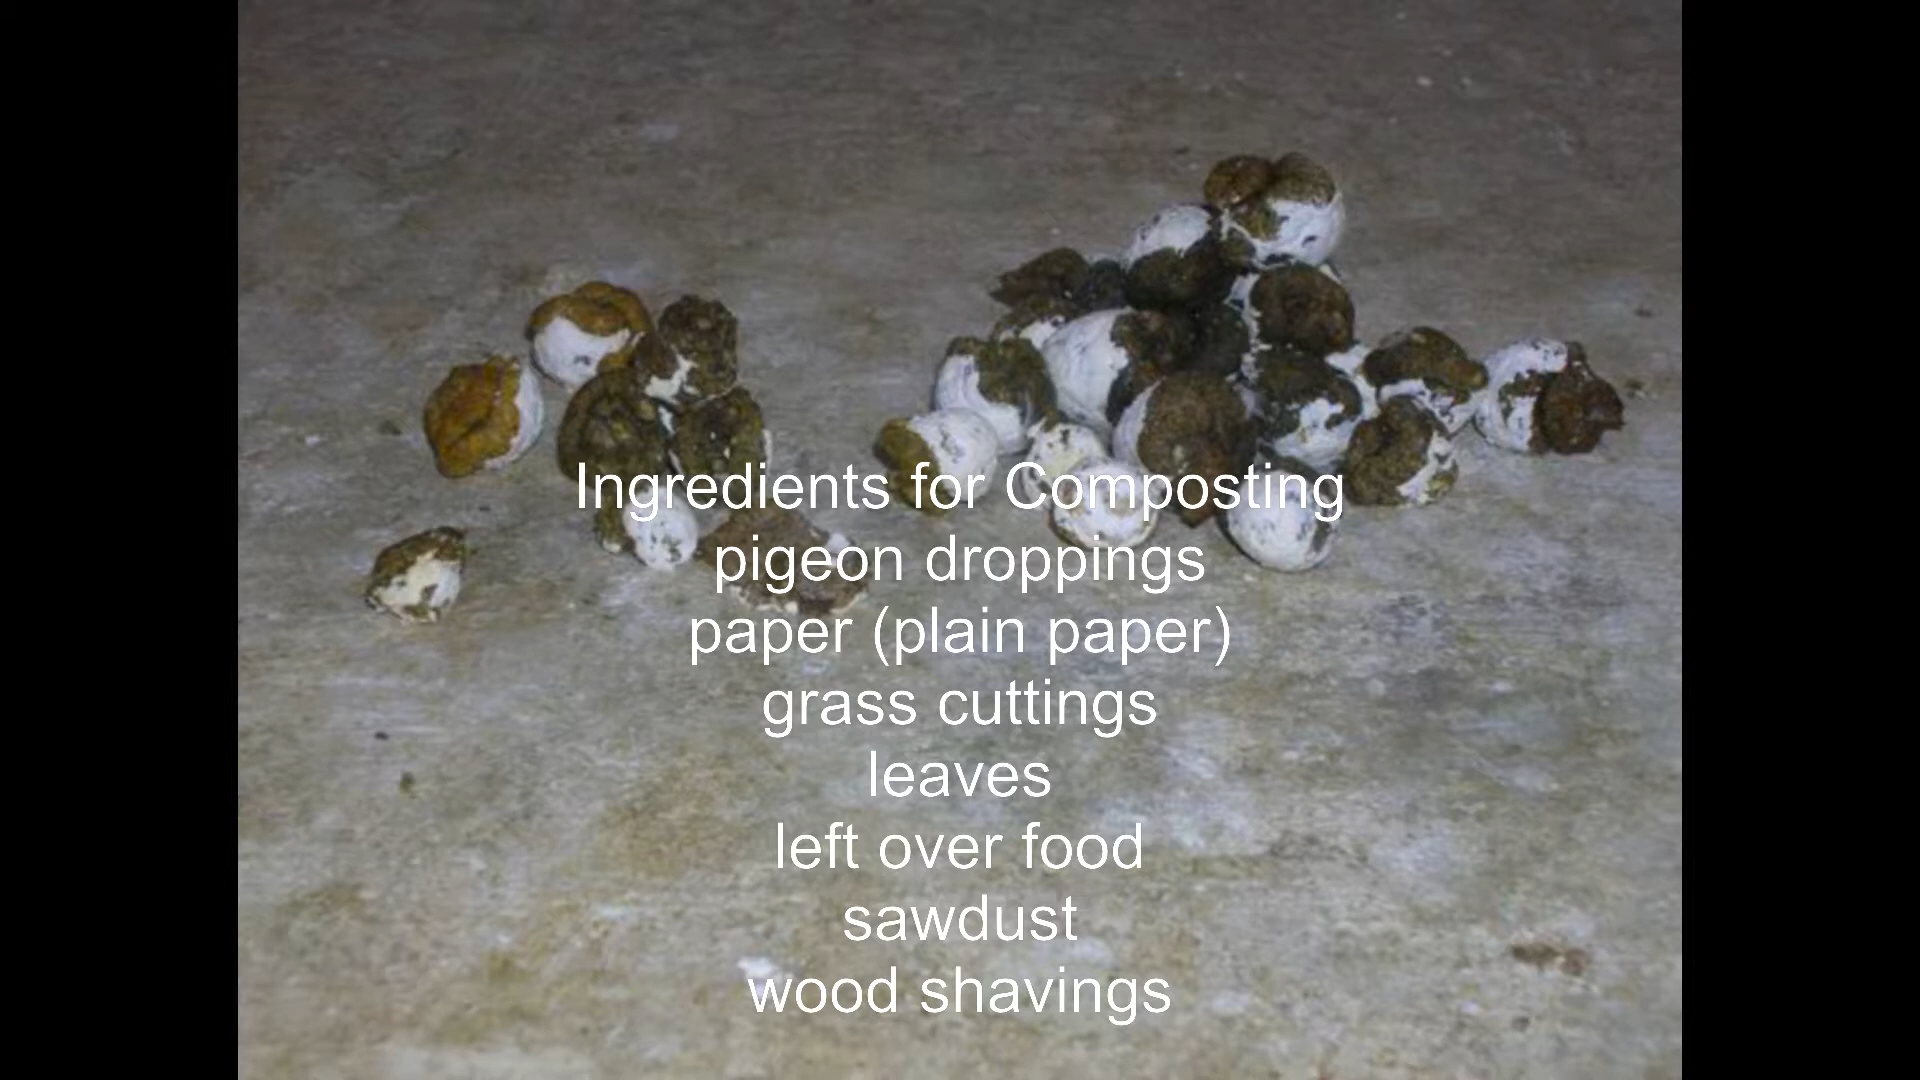 Ingredients for Composting
pigeon droppings
paper (plain paper)
grass cuttings
leaves
left over food
sawdust
wood shavings